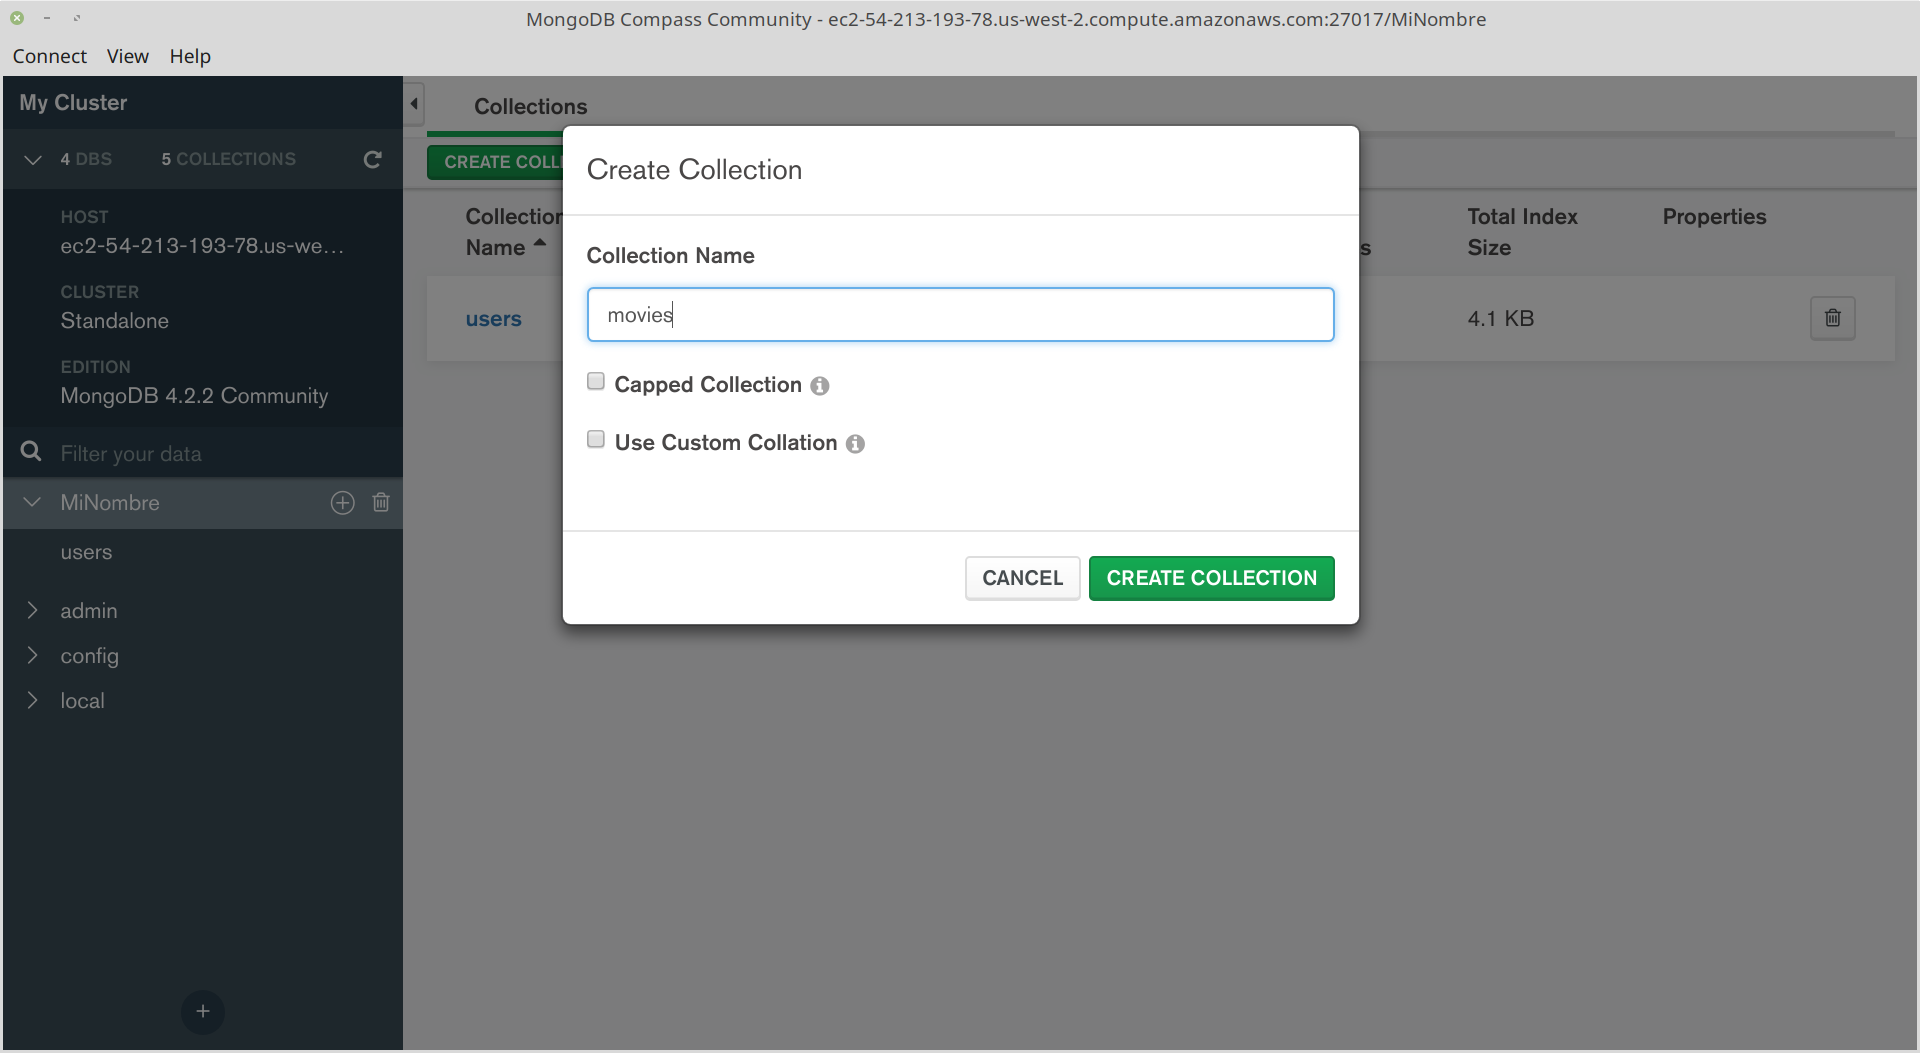 MongoDB Compass Community - ec2-54-213-193-78.us-west-2.compute.amazonaws.com:27017/MiNombre
Connect View Help
My Cluster
4 DBS 5 COLLECTIONS
HOST
ec2-54-213-193-78.us-we...
CLUSTER
Standalone
EDITION
MongoDB 4.2.2 Community
Filter your data
MiNombre
users
admin
config
local
+
Collections
CREATE COLL
Collection
Name
Total Index
Size
Properties
s
users
4.1 KB
Create Collection
Collection Name
movies
Capped Collection
Use Custom Collation
CANCEL CREATE COLLECTION